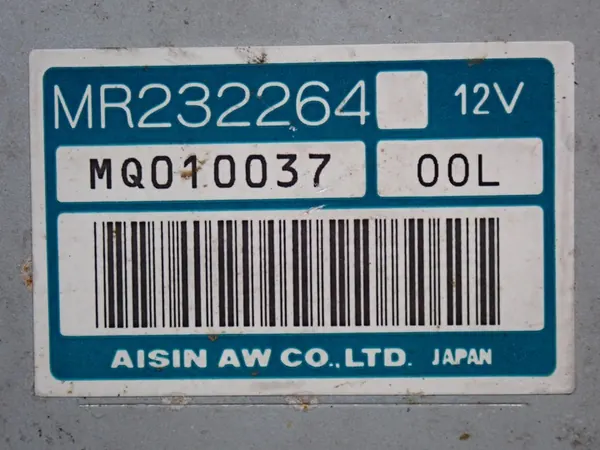 MR232264 12V
MQ010037 00L
AISIN AW CO.,LTD. JAPAN